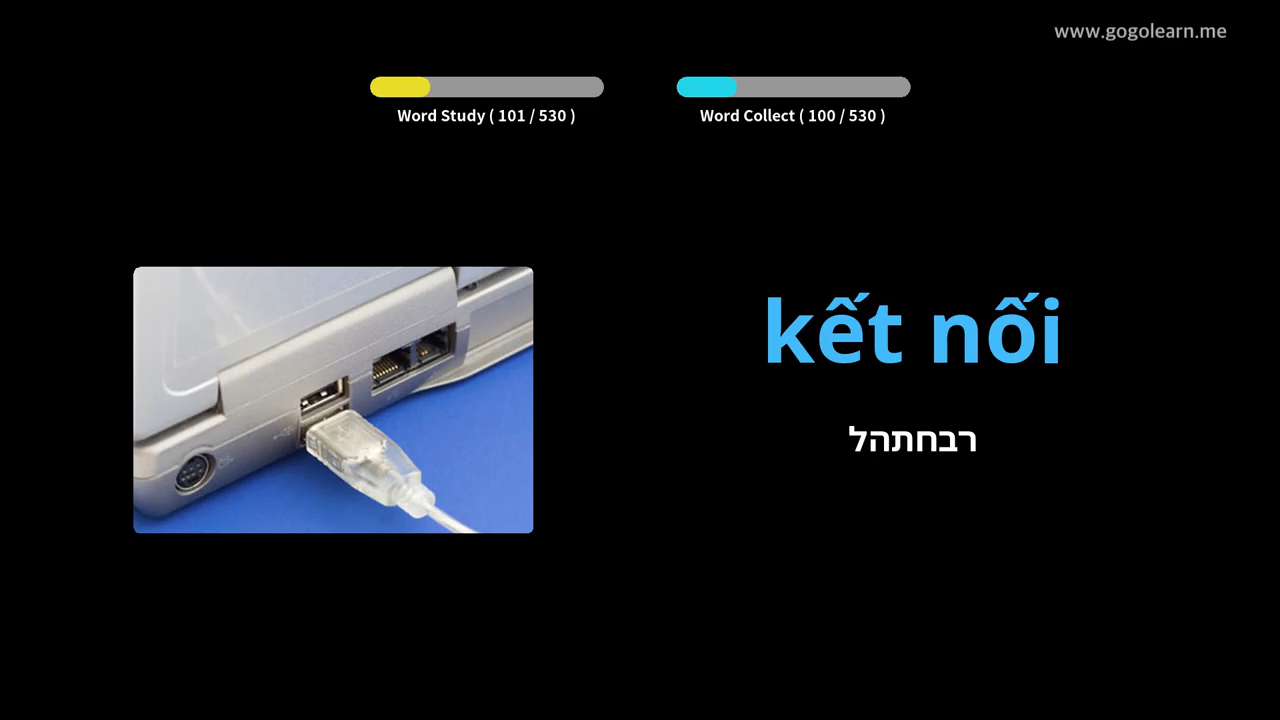 www.gogolearn.me
Word Study ( 101 / 530 )
Word Collect ( 100 / 530 )
kết nối
רבחתהל